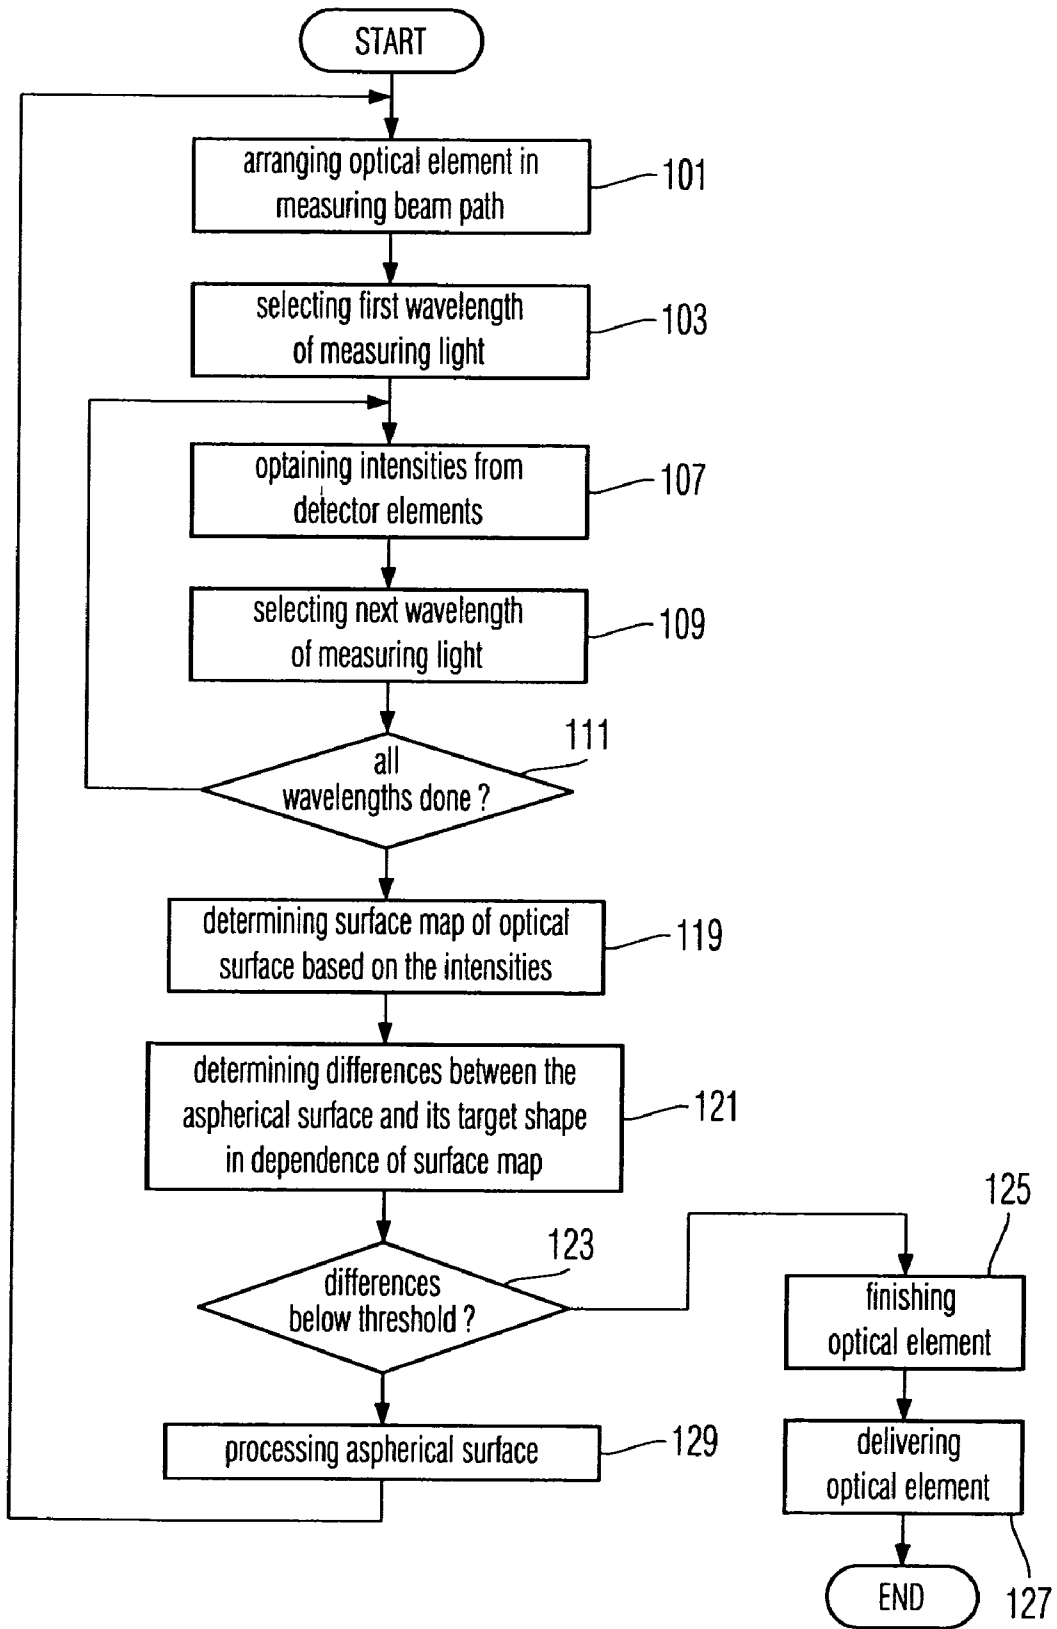 START
arranging optical element in
measuring beam path
101
selecting first wavelength
of measuring light
103
optaining intensities from
detector elements
107
selecting next wavelength
of measuring light
109
all
wavelengths done ?
111
determining surface map of optical
surface based on the intensities
119
determining differences between the
aspherical surface and its target shape
in dependence of surface map
121
differences
below threshold ?
123
processing aspherical surface
129
125
finishing
optical element
delivering
optical element
127
END